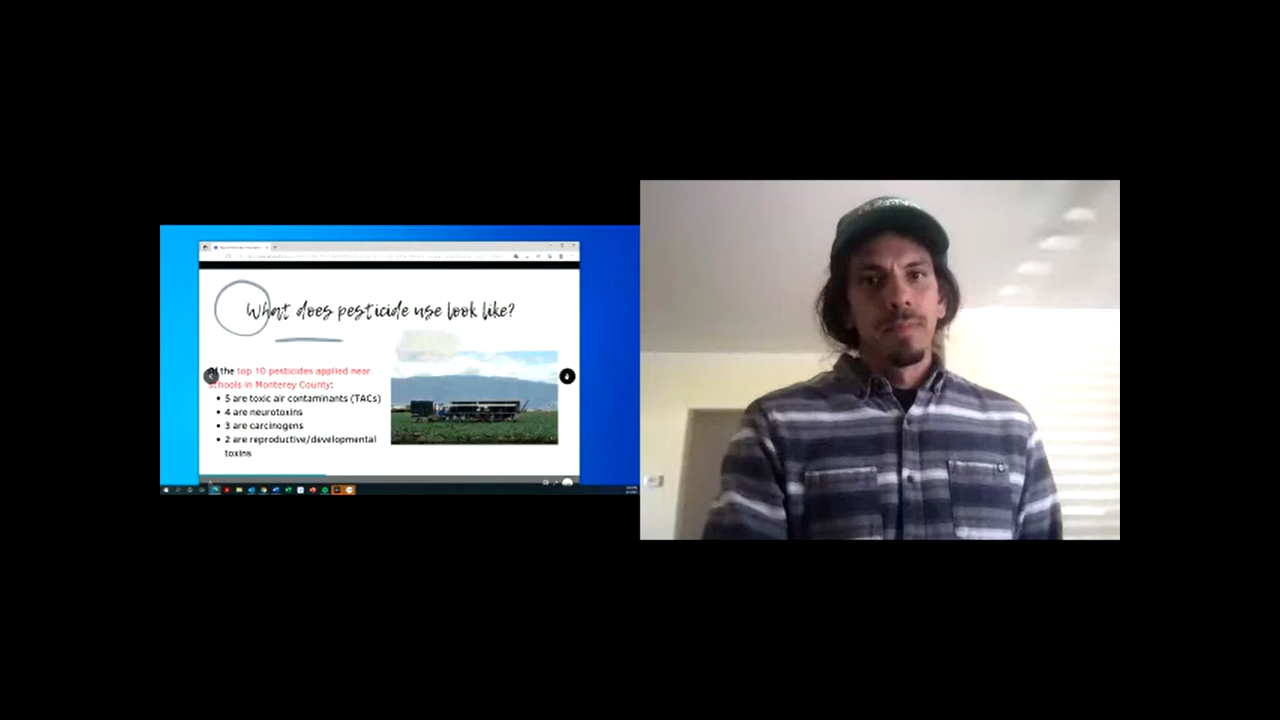 What does pesticide use look like?
Of the top 10 pesticides applied near
schools in Monterey County:
• 5 are toxic air contaminants (TACs)
• 4 are neurotoxins
• 3 are carcinogens
• 2 are reproductive/developmental
toxins